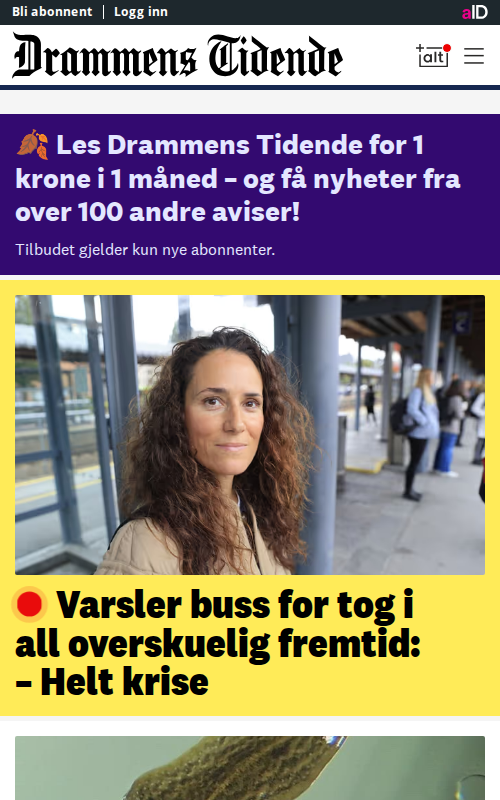 Bli abonnent | Logg inn
aID
Drammens Tidende
+alt
🍂 Les Drammens Tidende for 1
krone i 1 måned – og få nyheter fra
over 100 andre aviser!
Tilbudet gjelder kun nye abonnenter.
2
Varsler buss for tog i
all overskuelig fremtid:
– Helt krise